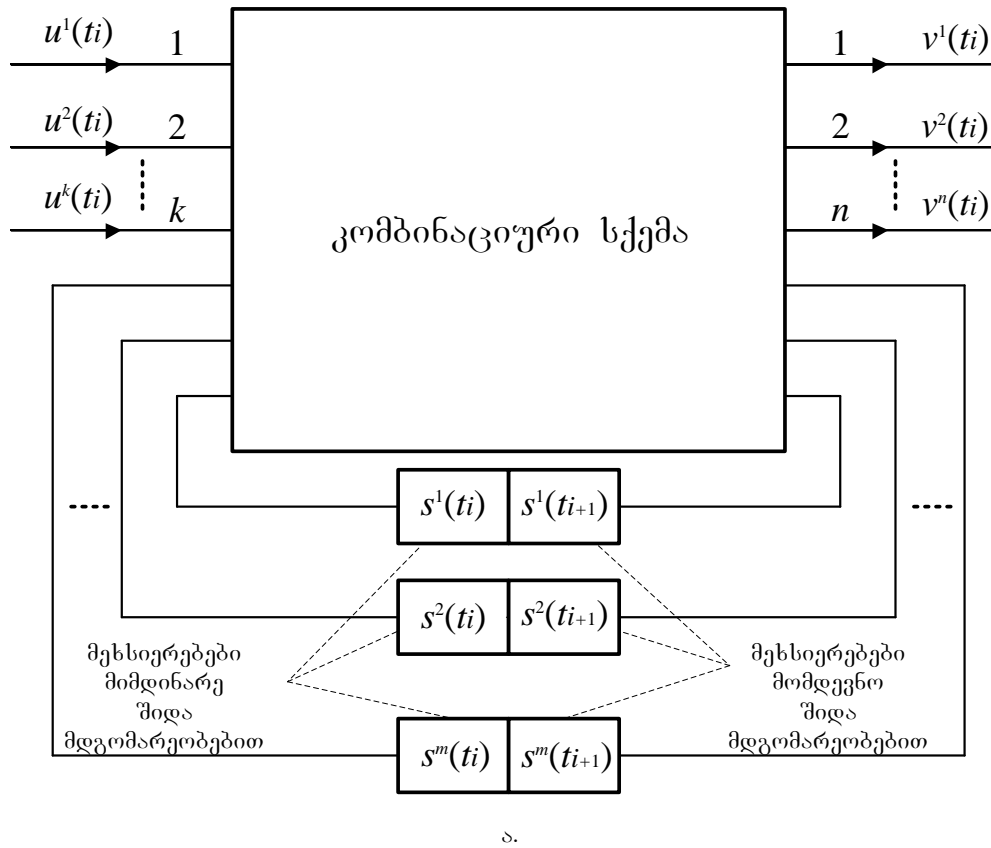 u¹(ti) 1 1 v¹(ti)
u²(ti) 2 2 v²(ti)
uᵏ(ti) k n vⁿ(ti)
კომბინაციური სქემა
s¹(ti) s¹(ti+1)
s²(ti) s²(ti+1)
მეხსიერებები
მიმდინარე
შიდა
მდგომარეობებით
მეხსიერებები
მომდევნო
შიდა
მდგომარეობებით
sᵐ(ti) sᵐ(ti+1)
ა.